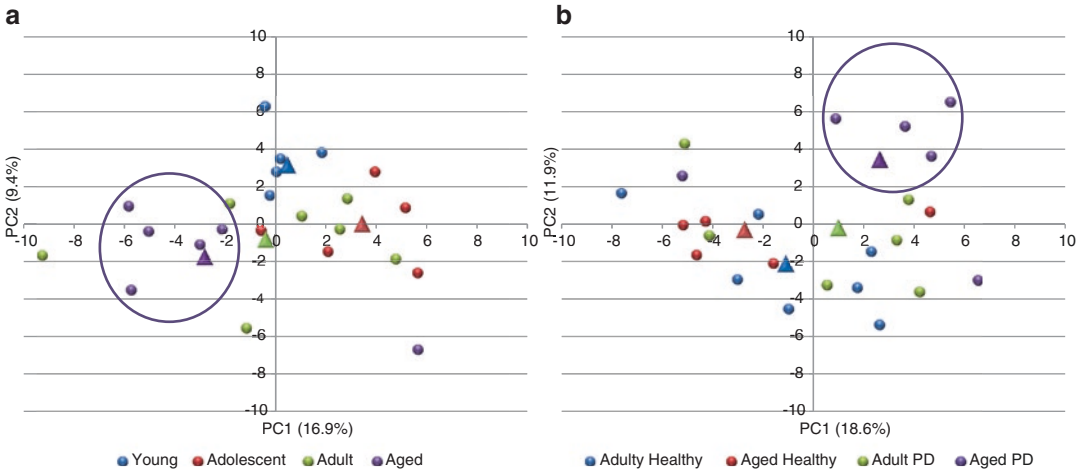 a
10
8
6
4
2
0
-2
-4
-6
-8
-10
-10 -8 -6 -4 -2 0 2 4 6 8 10
PC2 (9.4%)
PC1 (16.9%)
Young Adolescent Adult Aged
b
10
8
6
4
2
0
-2
-4
-6
-8
-10
-10 -8 -6 -4 -2 0 2 4 6 8 10
PC2 (11.9%)
PC1 (18.6%)
Adulty Healthy Aged Healthy Adult PD Aged PD